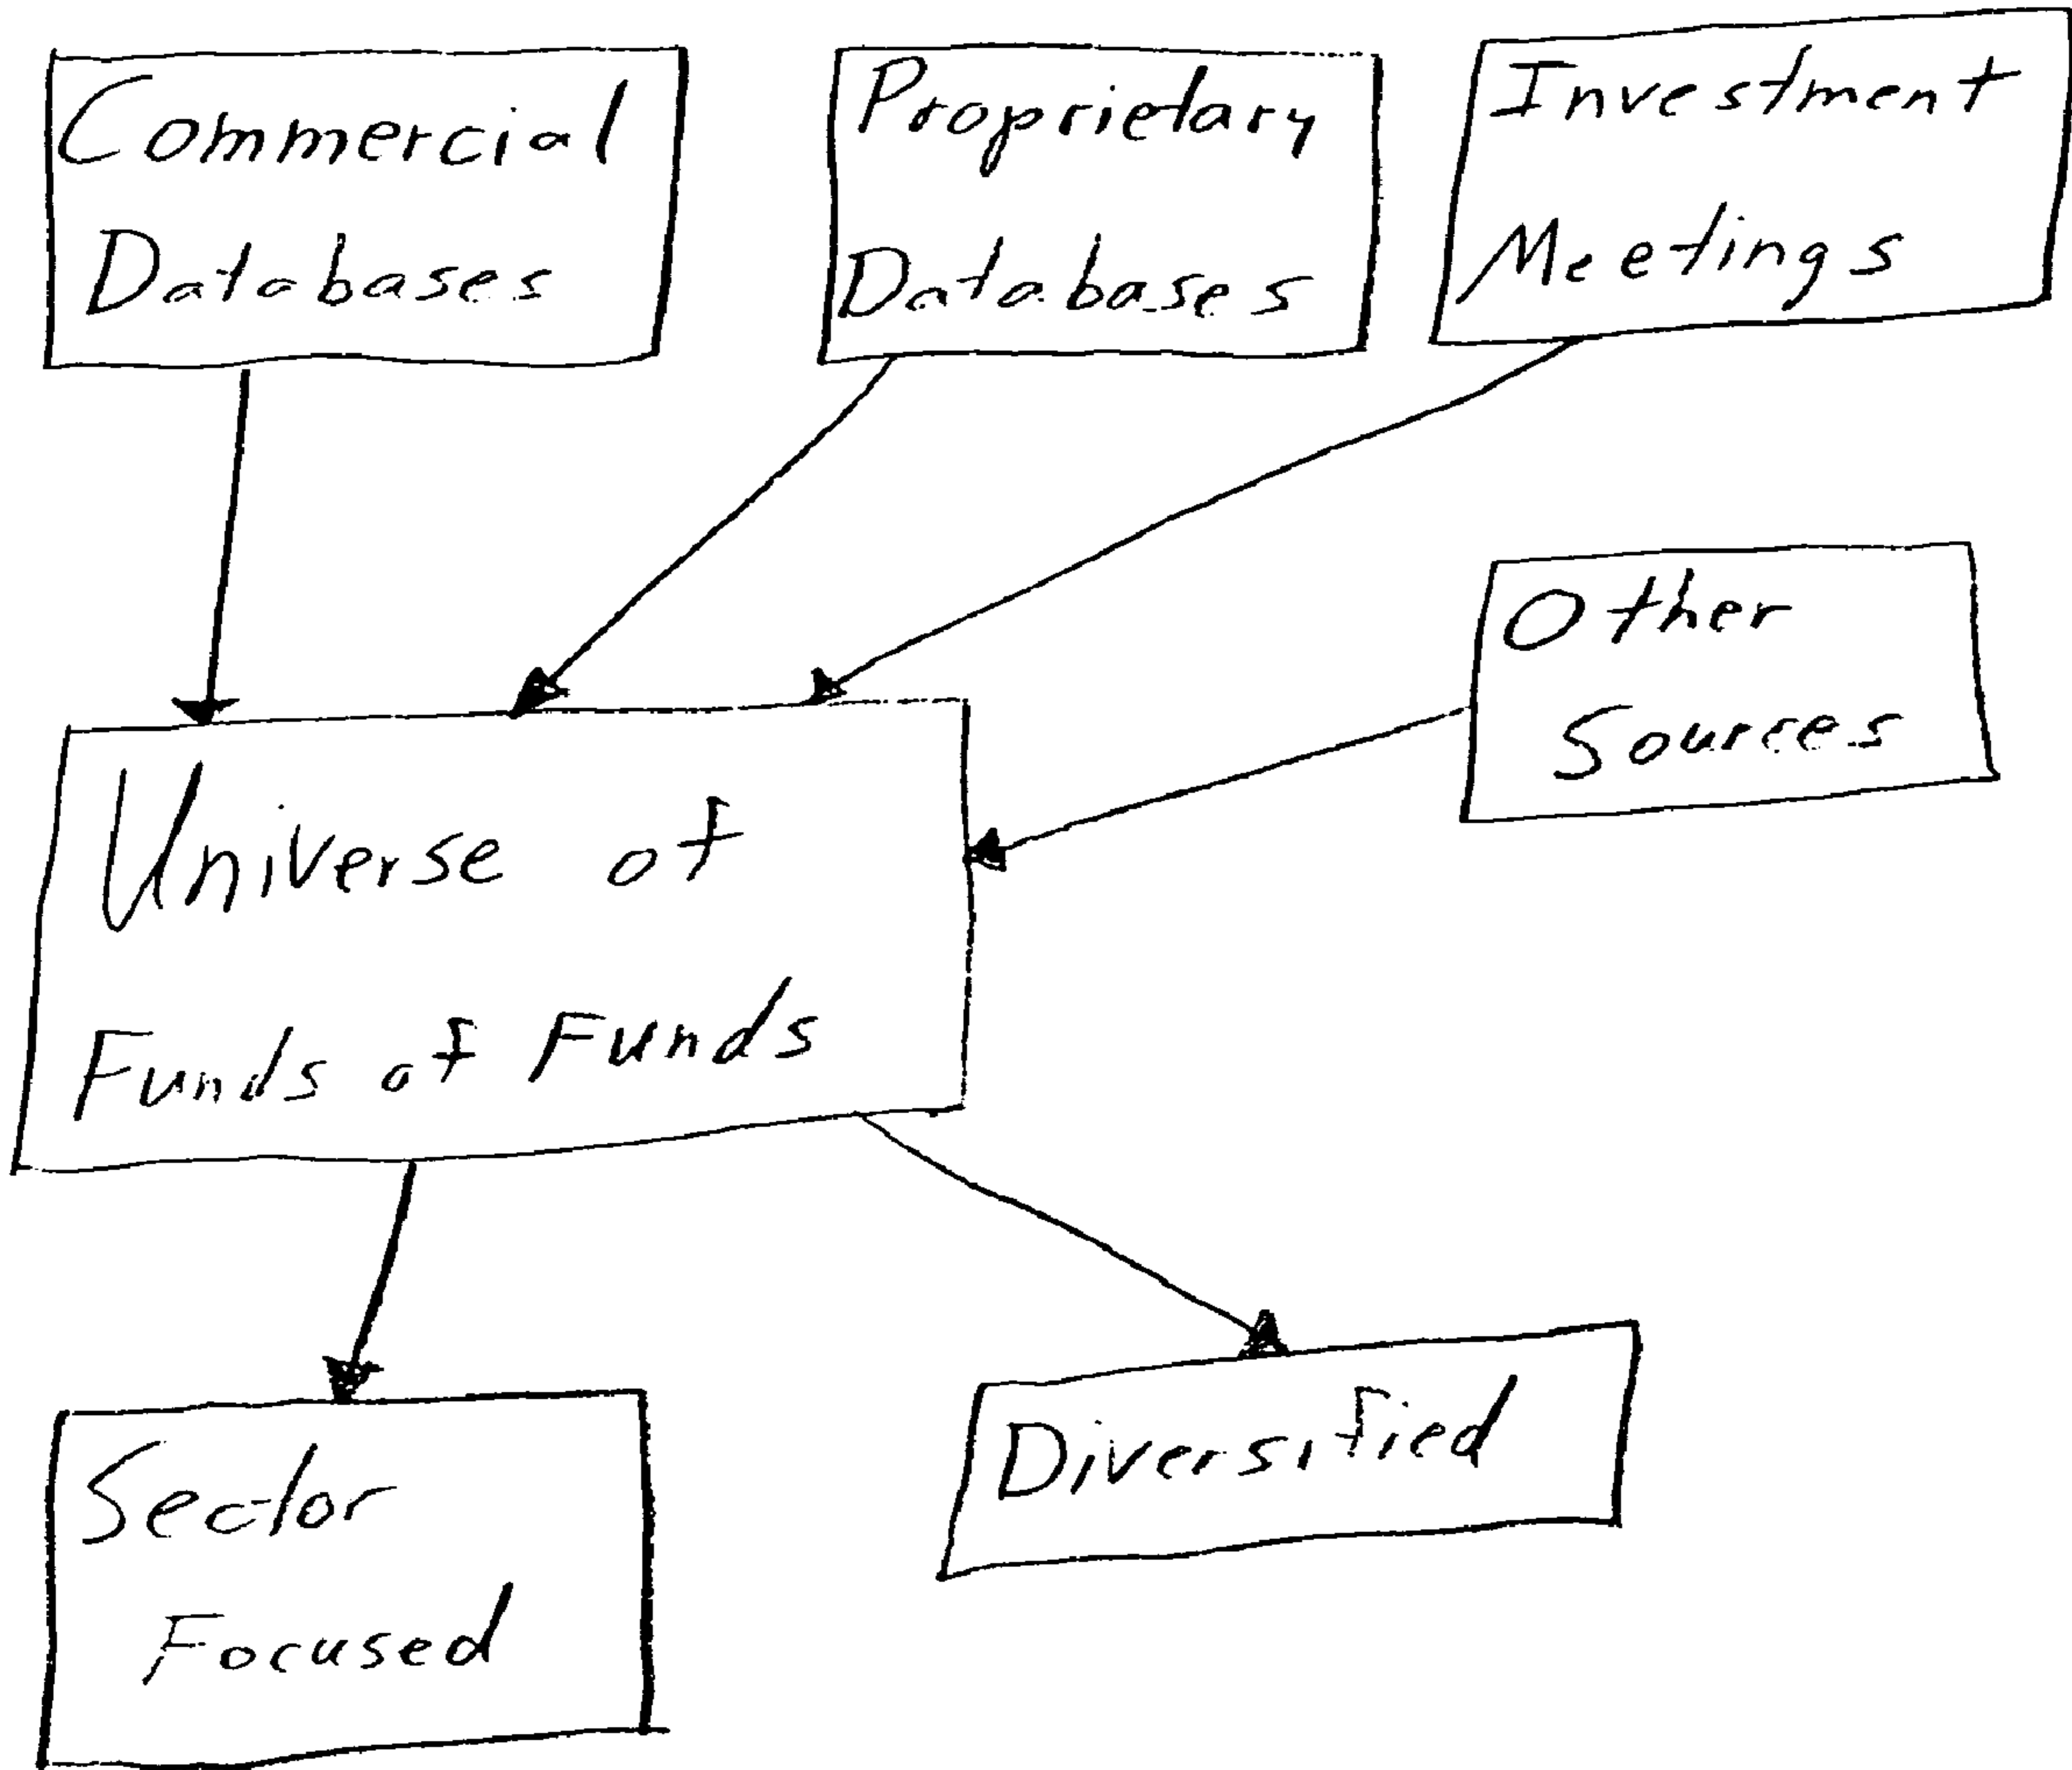 Commercial
Databases
Proprietary
Databases
Investment
Meetings
Other
Sources
Universe of
Funds of Funds
Sector
Focused
Diversified